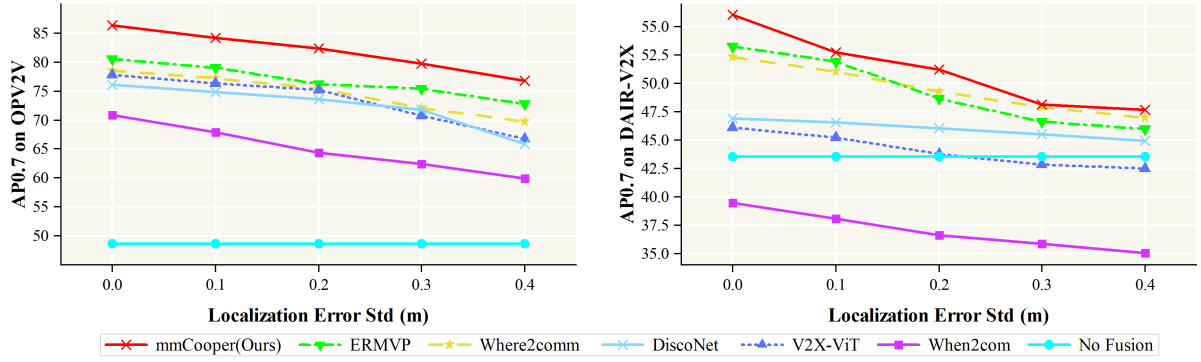 AP0.7 on OPV2V
85
80
75
70
65
60
55
50
0.0 0.1 0.2 0.3 0.4
Localization Error Std (m)
AP0.7 on DAIR-V2X
55.0
52.5
50.0
47.5
45.0
42.5
40.0
37.5
35.0
0.0 0.1 0.2 0.3 0.4
Localization Error Std (m)
mmCooper(Ours) ERMVP Where2comm DiscoNet V2X-ViT When2com No Fusion